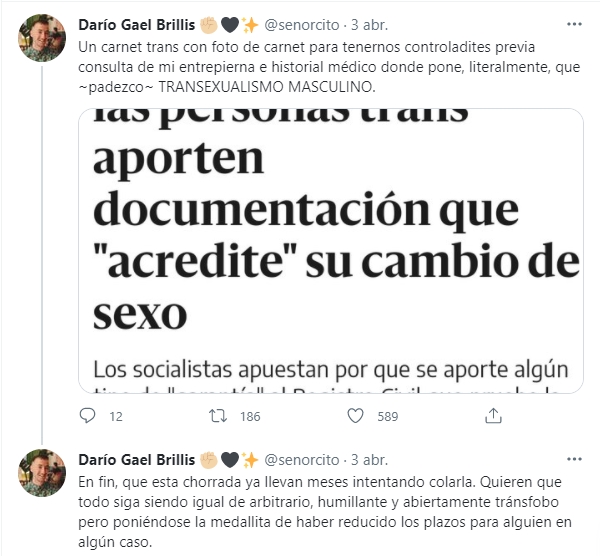 Darío Gael Brillis ✊🏼🖤✨ @senorcito · 3 abr.
Un carnet trans con foto de carnet para tenernos controladites previa
consulta de mi entrepierna e historial médico donde pone, literalmente, que
~padezco~ TRANSEXUALISMO MASCULINO.
las personas trans
aporten
documentación que
"acredite" su cambio de
sexo
Los socialistas apuestan por que se aporte algún
12 186 589
Darío Gael Brillis ✊🏼🖤✨ @senorcito · 3 abr.
En fin, que esta chorrada ya llevan meses intentando colarla. Quieren que
todo siga siendo igual de arbitrario, humillante y abiertamente tránsfobo
pero poniéndose la medallita de haber reducido los plazos para alguien en
algún caso.